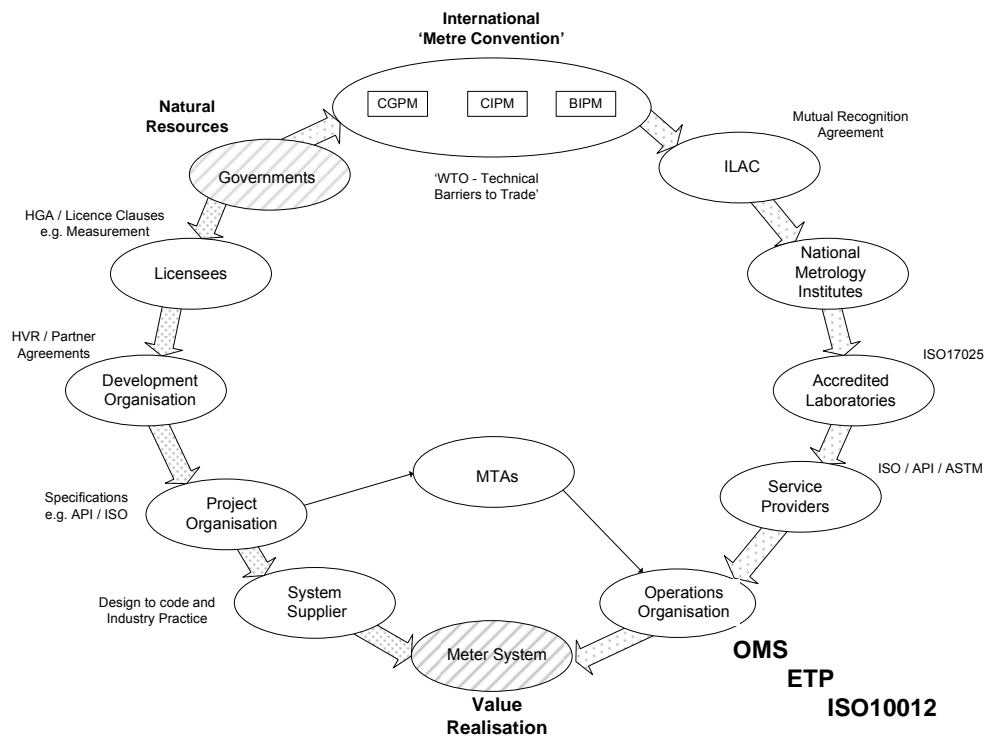 International
'Metre Convention'
CGPM
CIPM
BIPM
Natural
Resources
Governments
'WTO - Technical
Barriers to Trade'
Mutual Recognition
Agreement
ILAC
HGA / Licence Clauses
e.g. Measurement
Licensees
National
Metrology
Institutes
HVR / Partner
Agreements
Development
Organisation
ISO17025
Accredited
Laboratories
MTAs
ISO / API / ASTM
Service
Providers
Specifications
e.g. API / ISO
Project
Organisation
Design to code and
Industry Practice
System
Supplier
Operations
Organisation
Meter System
Value
Realisation
OMS
ETP
ISO10012